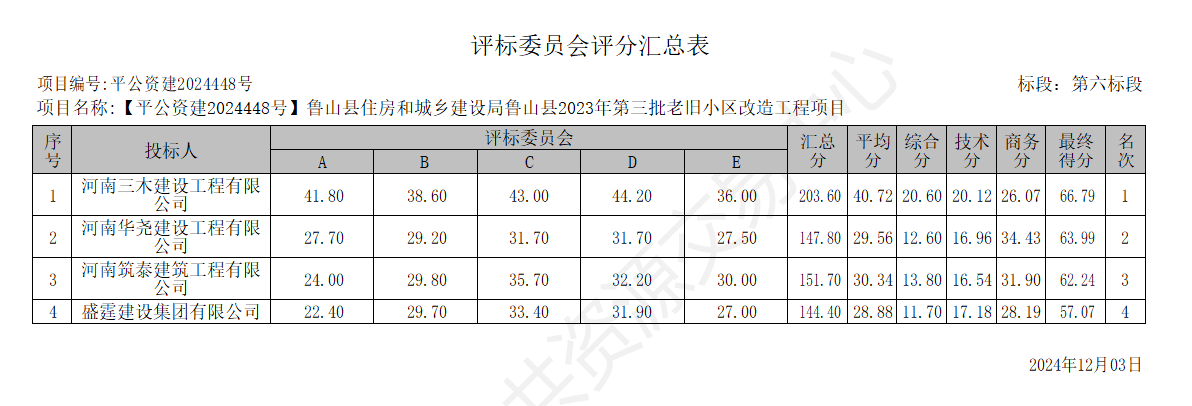 评标委员会评分汇总表
项目编号:平公资建2024448号 标段：第六标段
项目名称:【平公资建2024448号】鲁山县住房和城乡建设局鲁山县2023年第三批老旧小区改造工程项目
序号 投标人 评标委员会 汇总分 平均分 综合分 技术分 商务分 最终得分 名次
A B C D E
1 河南三木建设工程有限公司 41.80 38.60 43.00 44.20 36.00 203.60 40.72 20.60 20.12 26.07 66.79 1
2 河南华尧建设工程有限公司 27.70 29.20 31.70 31.70 27.50 147.80 29.56 12.60 16.96 34.43 63.99 2
3 河南筑泰建筑工程有限公司 24.00 29.80 35.70 32.20 30.00 151.70 30.34 13.80 16.54 31.90 62.24 3
4 盛霆建设集团有限公司 22.40 29.70 33.40 31.90 27.00 144.40 28.88 11.70 17.18 28.19 57.07 4
2024年12月03日
共资源交易中心